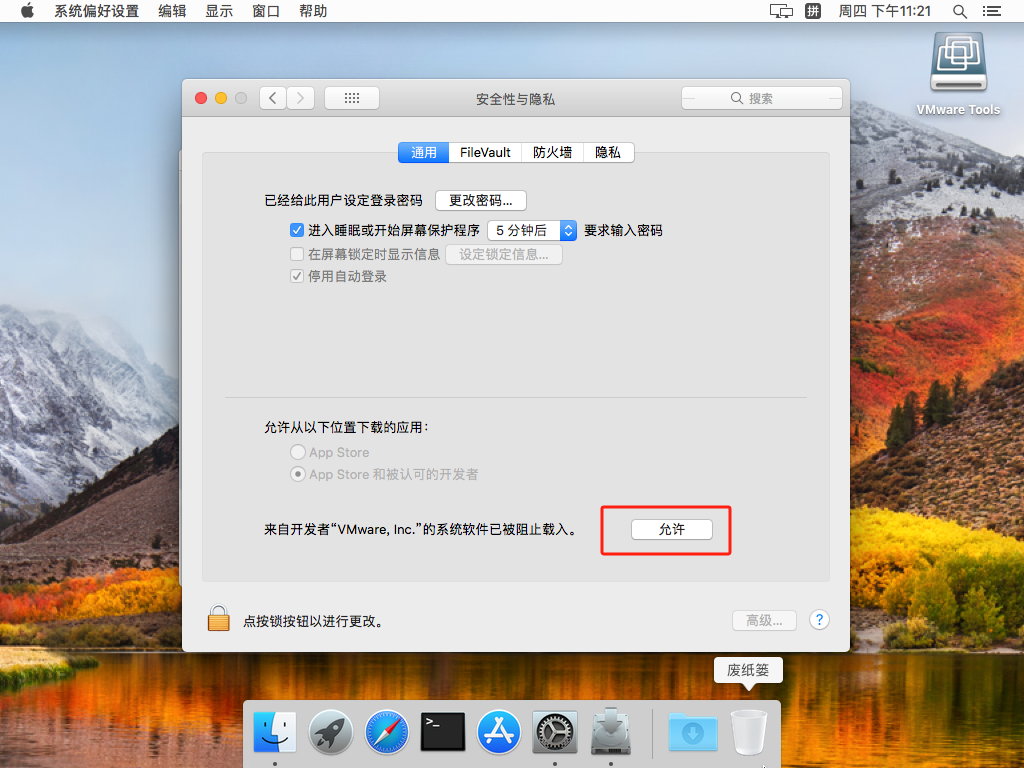 系统偏好设置 编辑 显示 窗口 帮助 拼 周四 下午11:21
VMware Tools
安全性与隐私
搜索
通用 FileVault 防火墙 隐私
已经给此用户设定登录密码 更改密码...
进入睡眠或开始屏幕保护程序 5 分钟后 要求输入密码
在屏幕锁定时显示信息 设定锁定信息...
停用自动登录
允许从以下位置下载的应用：
App Store
App Store 和被认可的开发者
来自开发者“VMware, Inc.”的系统软件已被阻止载入。 允许
点按锁按钮以进行更改。 高级... ?
废纸篓
>_